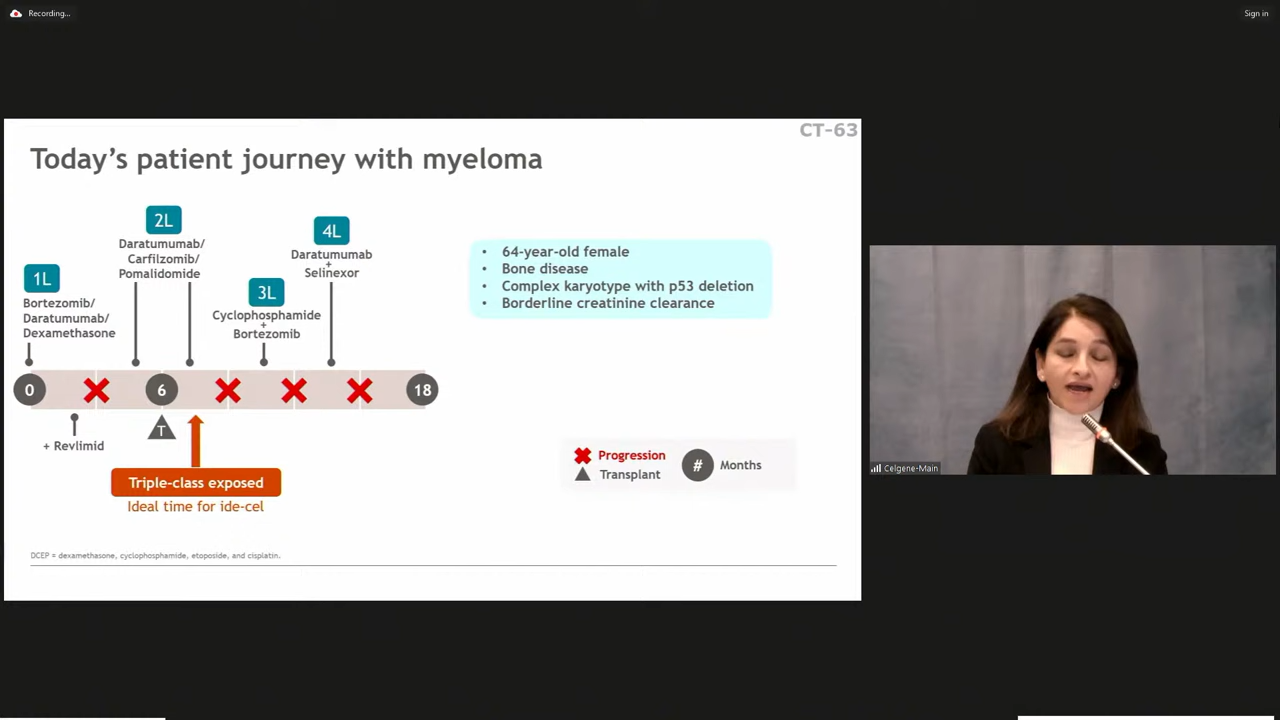 Recording...
Sign in
CT-63
Today's patient journey with myeloma
1L
Bortezomib/
Daratumumab/
Dexamethasone
2L
Daratumumab/
Carfilzomib/
Pomalidomide
3L
Cyclophosphamide
+
Bortezomib
4L
Daratumumab
+
Selinexor
0
6
18
+ Revlimid
T
Triple-class exposed
Ideal time for ide-cel
• 64-year-old female
• Bone disease
• Complex karyotype with p53 deletion
• Borderline creatinine clearance
Progression
Transplant
# Months
DCEP = dexamethasone, cyclophosphamide, etoposide, and cisplatin.
Celgene-Main